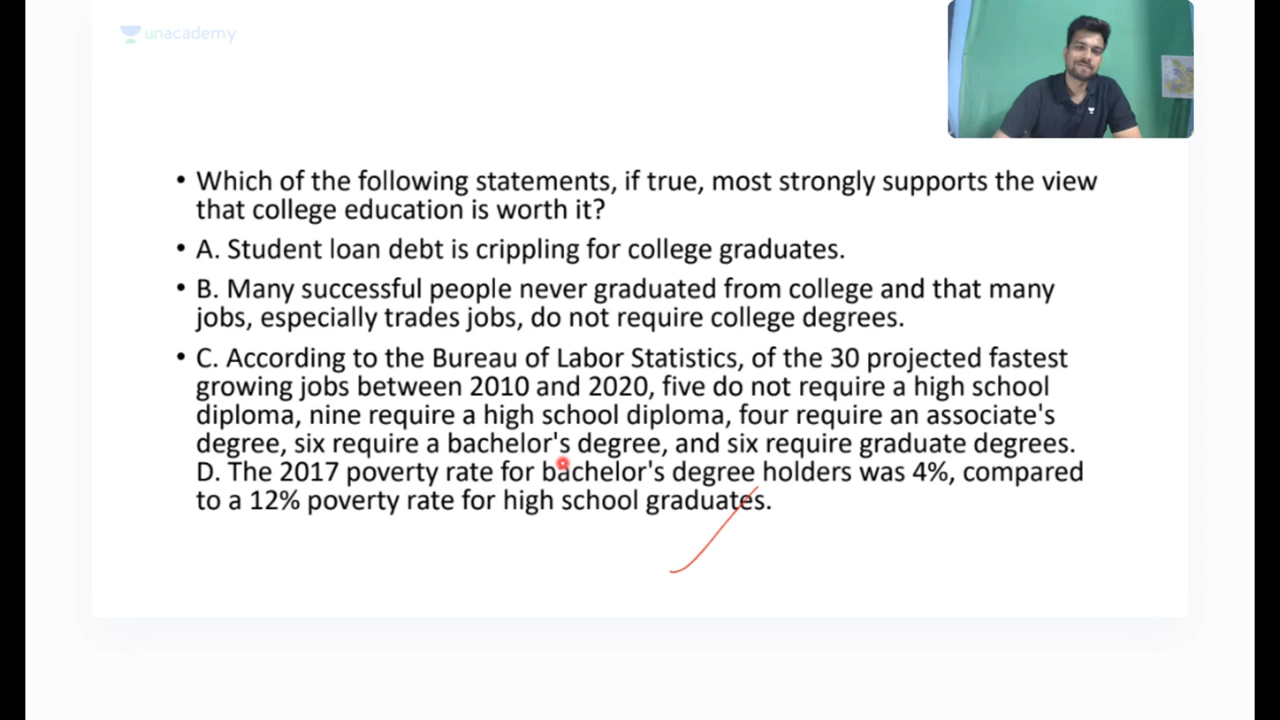 unacademy
• Which of the following statements, if true, most strongly supports the view
that college education is worth it?
• A. Student loan debt is crippling for college graduates.
• B. Many successful people never graduated from college and that many
jobs, especially trades jobs, do not require college degrees.
• C. According to the Bureau of Labor Statistics, of the 30 projected fastest
growing jobs between 2010 and 2020, five do not require a high school
diploma, nine require a high school diploma, four require an associate's
degree, six require a bachelor's degree, and six require graduate degrees.
D. The 2017 poverty rate for bachelor's degree holders was 4%, compared
to a 12% poverty rate for high school graduates.